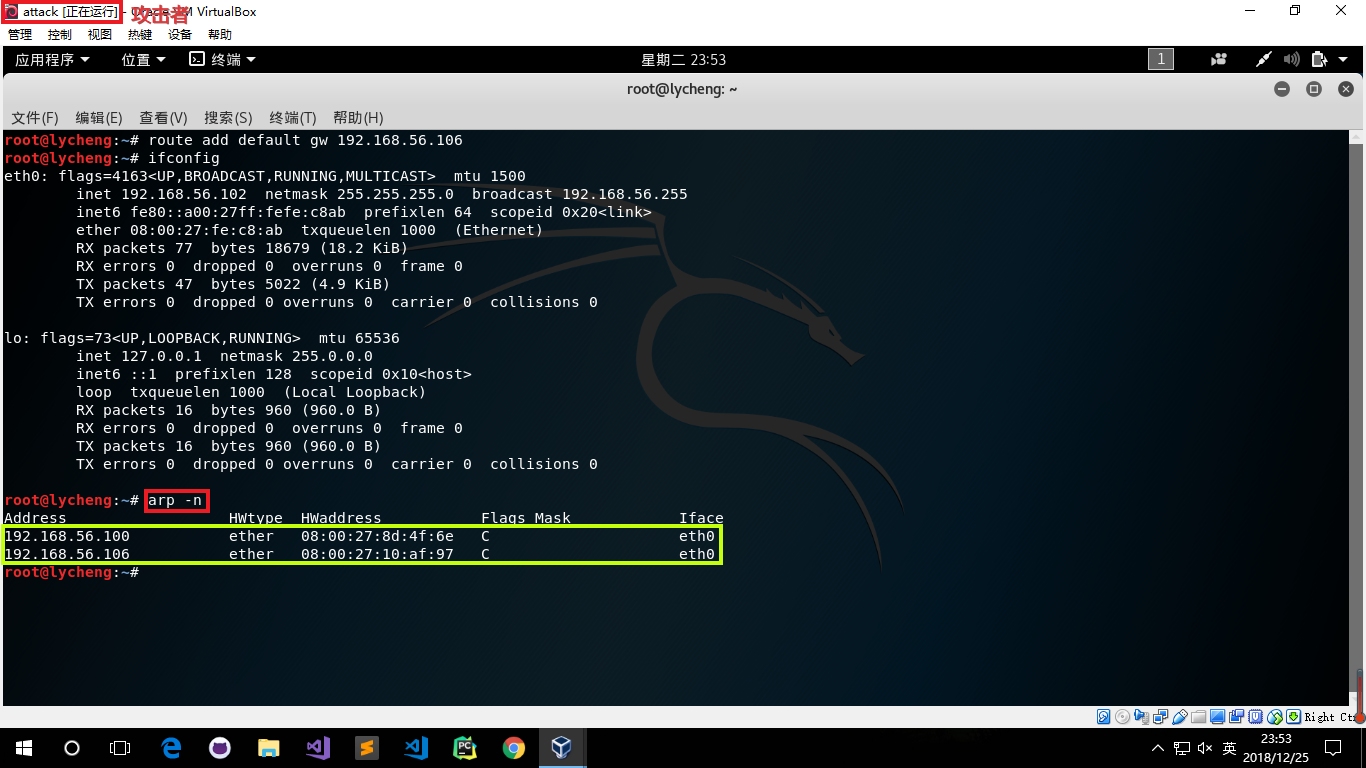 attack [正在运行] - Oracle VM VirtualBox
攻击者
管理 控制 视图 热键 设备 帮助
应用程序 位置 终端 星期二 23:53 1
root@lycheng: ~
文件(F) 编辑(E) 查看(V) 搜索(S) 终端(T) 帮助(H)
root@lycheng:~# route add default gw 192.168.56.106
root@lycheng:~# ifconfig
eth0: flags=4163<UP,BROADCAST,RUNNING,MULTICAST>  mtu 1500
        inet 192.168.56.102  netmask 255.255.255.0  broadcast 192.168.56.255
        inet6 fe80::a00:27ff:fefe:c8ab  prefixlen 64  scopeid 0x20<link>
        ether 08:00:27:fe:c8:ab  txqueuelen 1000  (Ethernet)
        RX packets 77  bytes 18679 (18.2 KiB)
        RX errors 0  dropped 0  overruns 0  frame 0
        TX packets 47  bytes 5022 (4.9 KiB)
        TX errors 0  dropped 0 overruns 0  carrier 0  collisions 0
lo: flags=73<UP,LOOPBACK,RUNNING>  mtu 65536
        inet 127.0.0.1  netmask 255.0.0.0
        inet6 ::1  prefixlen 128  scopeid 0x10<host>
        loop  txqueuelen 1000  (Local Loopback)
        RX packets 16  bytes 960 (960.0 B)
        RX errors 0  dropped 0  overruns 0  frame 0
        TX packets 16  bytes 960 (960.0 B)
        TX errors 0  dropped 0 overruns 0  carrier 0  collisions 0
root@lycheng:~# arp -n
Address                  HWtype  HWaddress           Flags Mask            Iface
192.168.56.100           ether   08:00:27:8d:4f:6e   C                     eth0
192.168.56.106           ether   08:00:27:10:af:97   C                     eth0
root@lycheng:~#
Right Ctr
英 23:53
2018/12/25